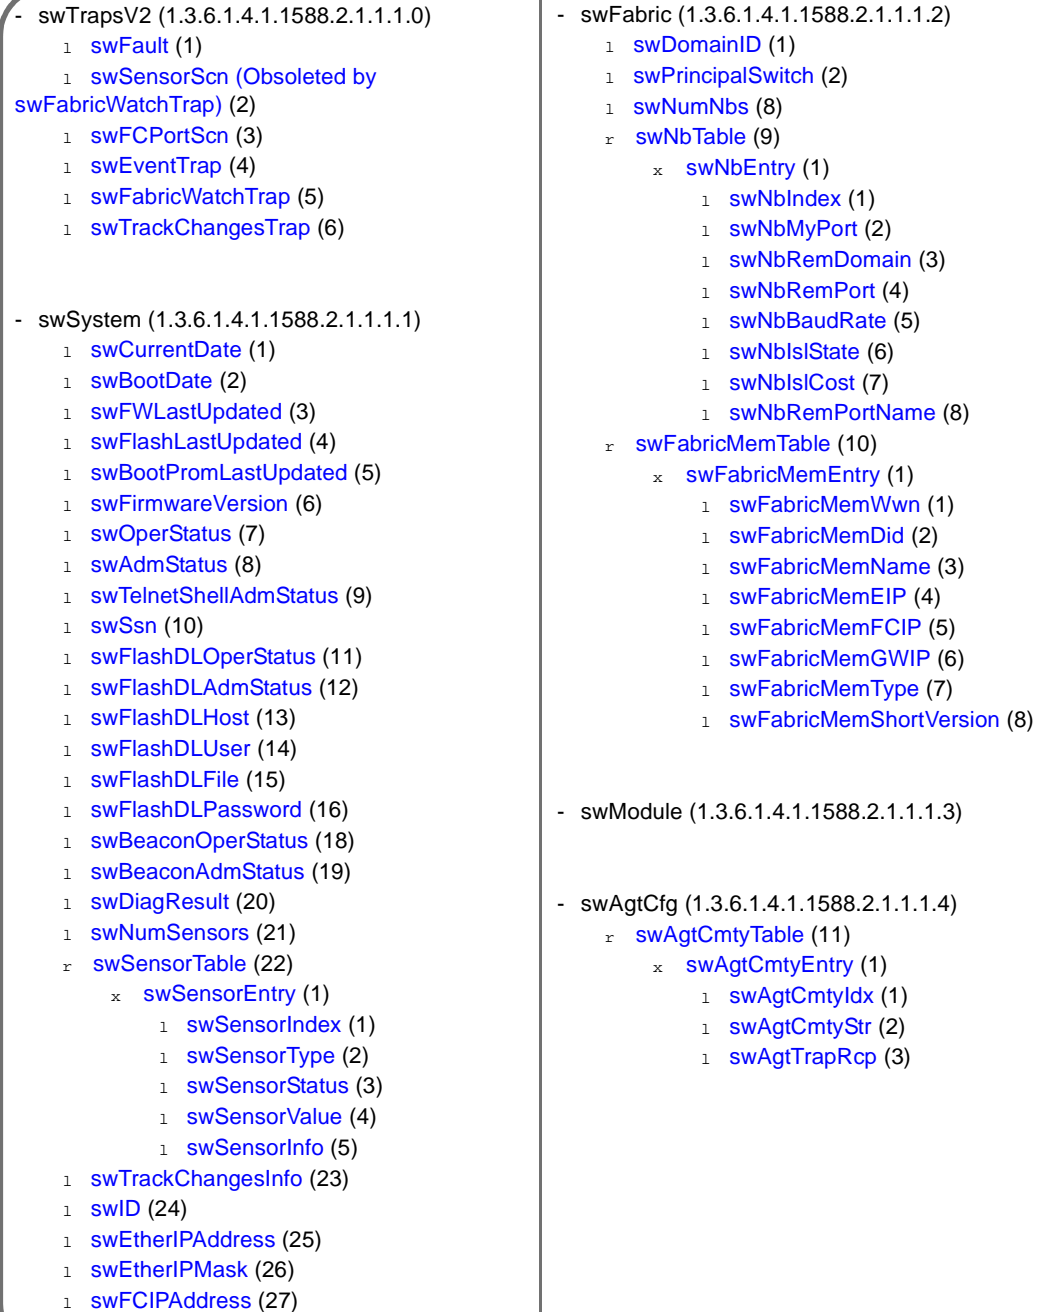 - swTrapsV2 (1.3.6.1.4.1.1588.2.1.1.1.0)
l swFault (1)
l swSensorScn (Obsoleted by
swFabricWatchTrap) (2)
l swFCPortScn (3)
l swEventTrap (4)
l swFabricWatchTrap (5)
l swTrackChangesTrap (6)
- swSystem (1.3.6.1.4.1.1588.2.1.1.1.1)
l swCurrentDate (1)
l swBootDate (2)
l swFWLastUpdated (3)
l swFlashLastUpdated (4)
l swBootPromLastUpdated (5)
l swFirmwareVersion (6)
l swOperStatus (7)
l swAdmStatus (8)
l swTelnetShellAdmStatus (9)
l swSsn (10)
l swFlashDLOperStatus (11)
l swFlashDLAdmStatus (12)
l swFlashDLHost (13)
l swFlashDLUser (14)
l swFlashDLFile (15)
l swFlashDLPassword (16)
l swBeaconOperStatus (18)
l swBeaconAdmStatus (19)
l swDiagResult (20)
l swNumSensors (21)
r swSensorTable (22)
x swSensorEntry (1)
l swSensorIndex (1)
l swSensorType (2)
l swSensorStatus (3)
l swSensorValue (4)
l swSensorInfo (5)
l swTrackChangesInfo (23)
l swID (24)
l swEtherIPAddress (25)
l swEtherIPMask (26)
l swFCIPAddress (27)
- swFabric (1.3.6.1.4.1.1588.2.1.1.1.2)
l swDomainID (1)
l swPrincipalSwitch (2)
l swNumNbs (8)
r swNbTable (9)
x swNbEntry (1)
l swNbIndex (1)
l swNbMyPort (2)
l swNbRemDomain (3)
l swNbRemPort (4)
l swNbBaudRate (5)
l swNbIslState (6)
l swNbIslCost (7)
l swNbRemPortName (8)
r swFabricMemTable (10)
x swFabricMemEntry (1)
l swFabricMemWwn (1)
l swFabricMemDid (2)
l swFabricMemName (3)
l swFabricMemEIP (4)
l swFabricMemFCIP (5)
l swFabricMemGWIP (6)
l swFabricMemType (7)
l swFabricMemShortVersion (8)
- swModule (1.3.6.1.4.1.1588.2.1.1.1.3)
- swAgtCfg (1.3.6.1.4.1.1588.2.1.1.1.4)
r swAgtCmtyTable (11)
x swAgtCmtyEntry (1)
l swAgtCmtyIdx (1)
l swAgtCmtyStr (2)
l swAgtTrapRcp (3)